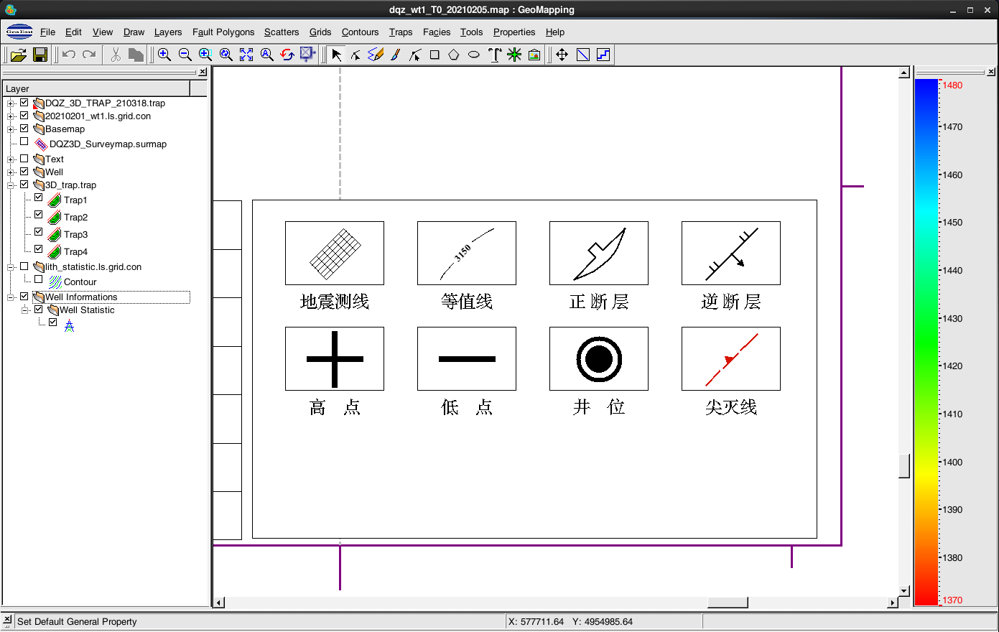 dqz_wt1_T0_20210205.map : GeoMapping
Geo East File Edit View Draw Layers Fault Polygons Scatters Grids Contours Traps Facies Tools Properties Help
Layer
DQZ_3D_TRAP_210318.trap
20210201_wt1.ls.grid.con
Basemap
DQZ3D_Surveymap.surmap
Text
Well
3D_trap.trap
Trap1
Trap2
Trap3
Trap4
lith_statistic.ls.grid.con
Contour
Well Informations
Well Statistic
3150
地震测线 等值线 正断层 逆断层
高点 低点 井位 尖灭线
1480
1470
1460
1450
1440
1430
1420
1410
1400
1390
1380
1370
Set Default General Property X: 577711.64 Y: 4954985.64